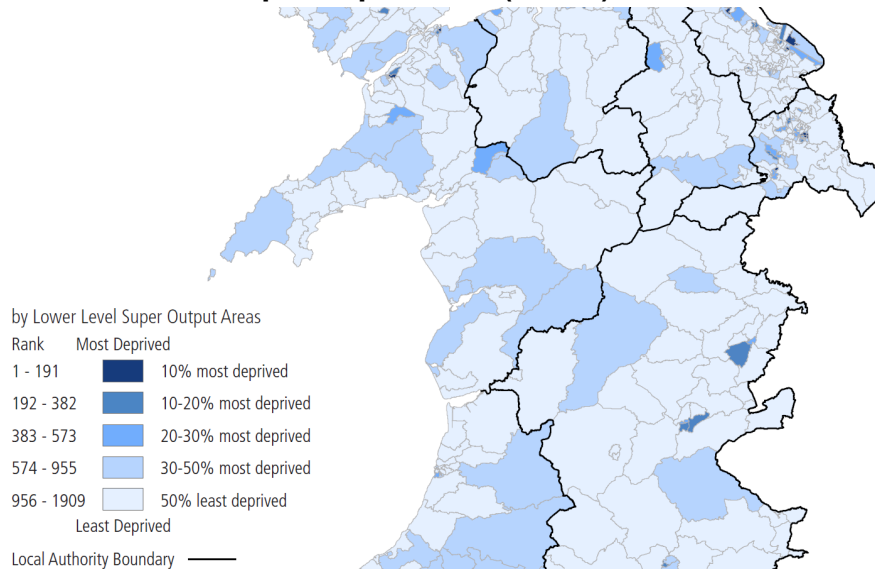 by Lower Level Super Output Areas
Rank Most Deprived
1 - 191 10% most deprived
192 - 382 10-20% most deprived
383 - 573 20-30% most deprived
574 - 955 30-50% most deprived
956 - 1909 50% least deprived
Least Deprived
Local Authority Boundary